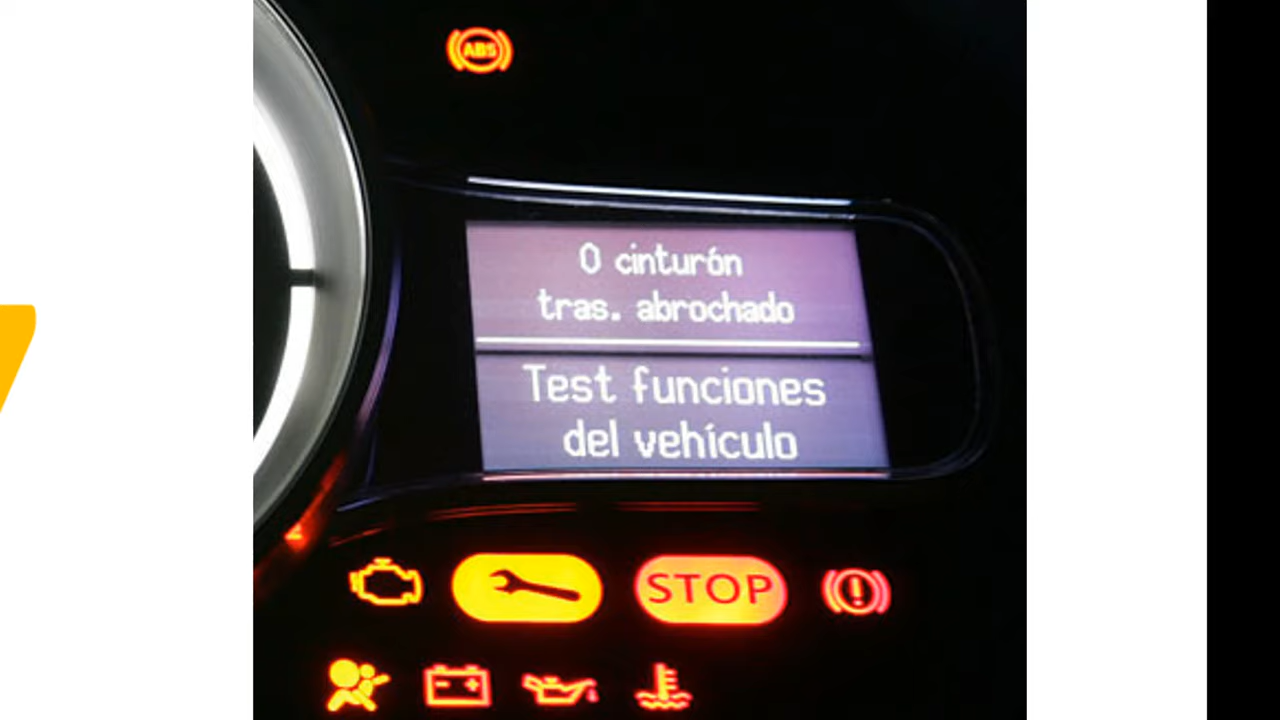 ABS
0 cinturón
tras. abrochado
Test funciones
del vehículo
STOP